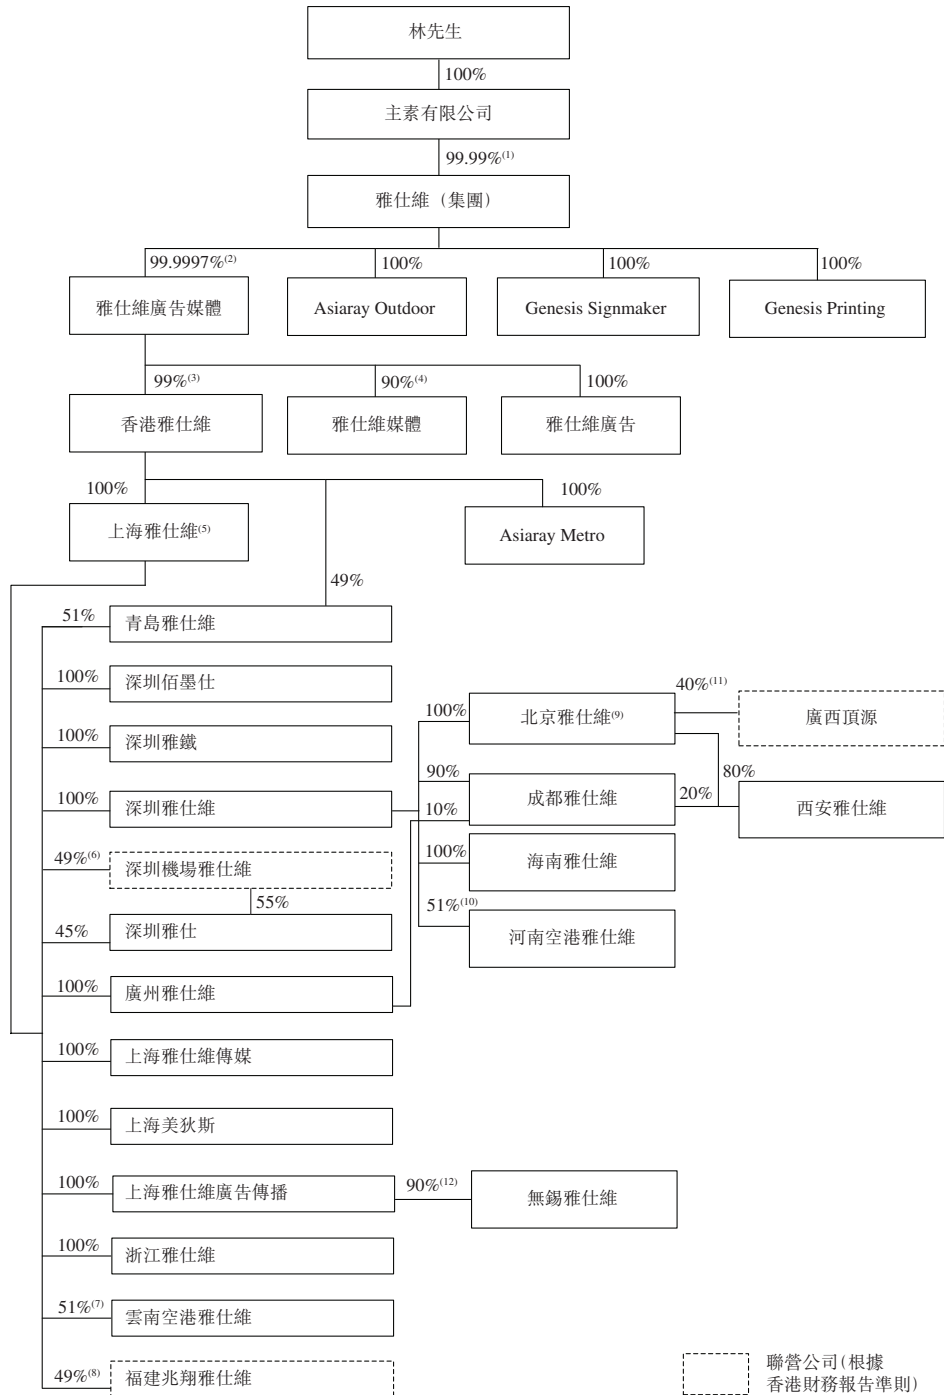 林先生
100%
主素有限公司
99.99%(1)
雅仕維（集團）
99.9997%(2)
100%
100%
100%
雅仕維廣告媒體
Asiaray Outdoor
Genesis Signmaker
Genesis Printing
99%(3)
90%(4)
100%
香港雅仕維
雅仕維媒體
雅仕維廣告
100%
100%
上海雅仕維(5)
Asiaray Metro
49%
51%
青島雅仕維
100%
深圳佰墨仕
100%
深圳雅鐵
100%
深圳雅仕維
49%(6)
深圳機場雅仕維
55%
45%
深圳雅仕
100%
廣州雅仕維
100%
上海雅仕維傳媒
100%
上海美狄斯
100%
上海雅仕維廣告傳播
90%(12)
無錫雅仕維
100%
浙江雅仕維
51%(7)
雲南空港雅仕維
49%(8)
福建兆翔雅仕維
100%
北京雅仕維(9)
40%(11)
廣西頂源
90%
10%
成都雅仕維
20%
80%
西安雅仕維
100%
海南雅仕維
51%(10)
河南空港雅仕維
聯營公司(根據
香港財務報告準則)